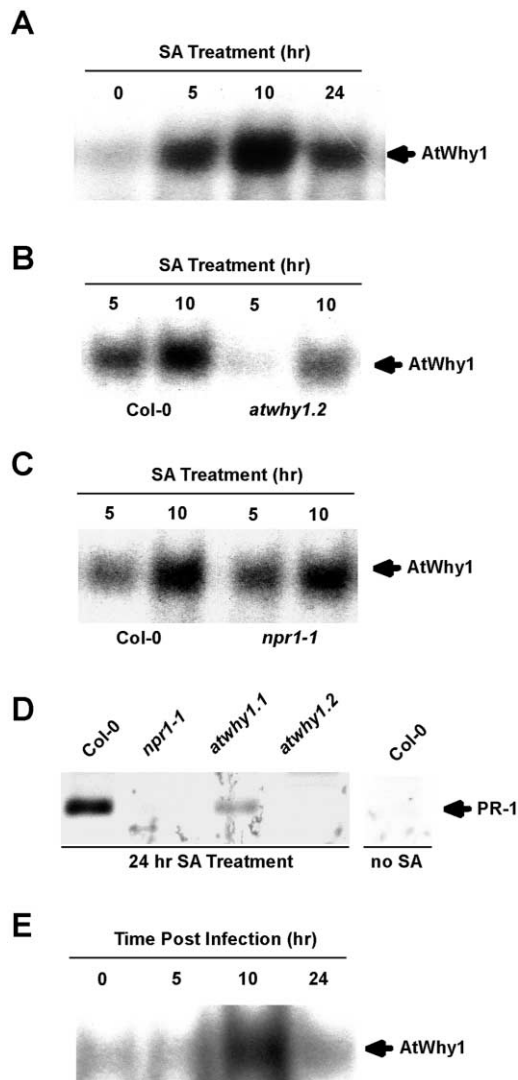 A
SA Treatment (hr)
0 5 10 24
AtWhy1
B
SA Treatment (hr)
5 10 5 10
AtWhy1
Col-0 atwhy1.2
C
SA Treatment (hr)
5 10 5 10
AtWhy1
Col-0 npr1-1
D
Col-0 npr1-1 atwhy1.1 atwhy1.2 Col-0
PR-1
24 hr SA Treatment no SA
E
Time Post Infection (hr)
0 5 10 24
AtWhy1